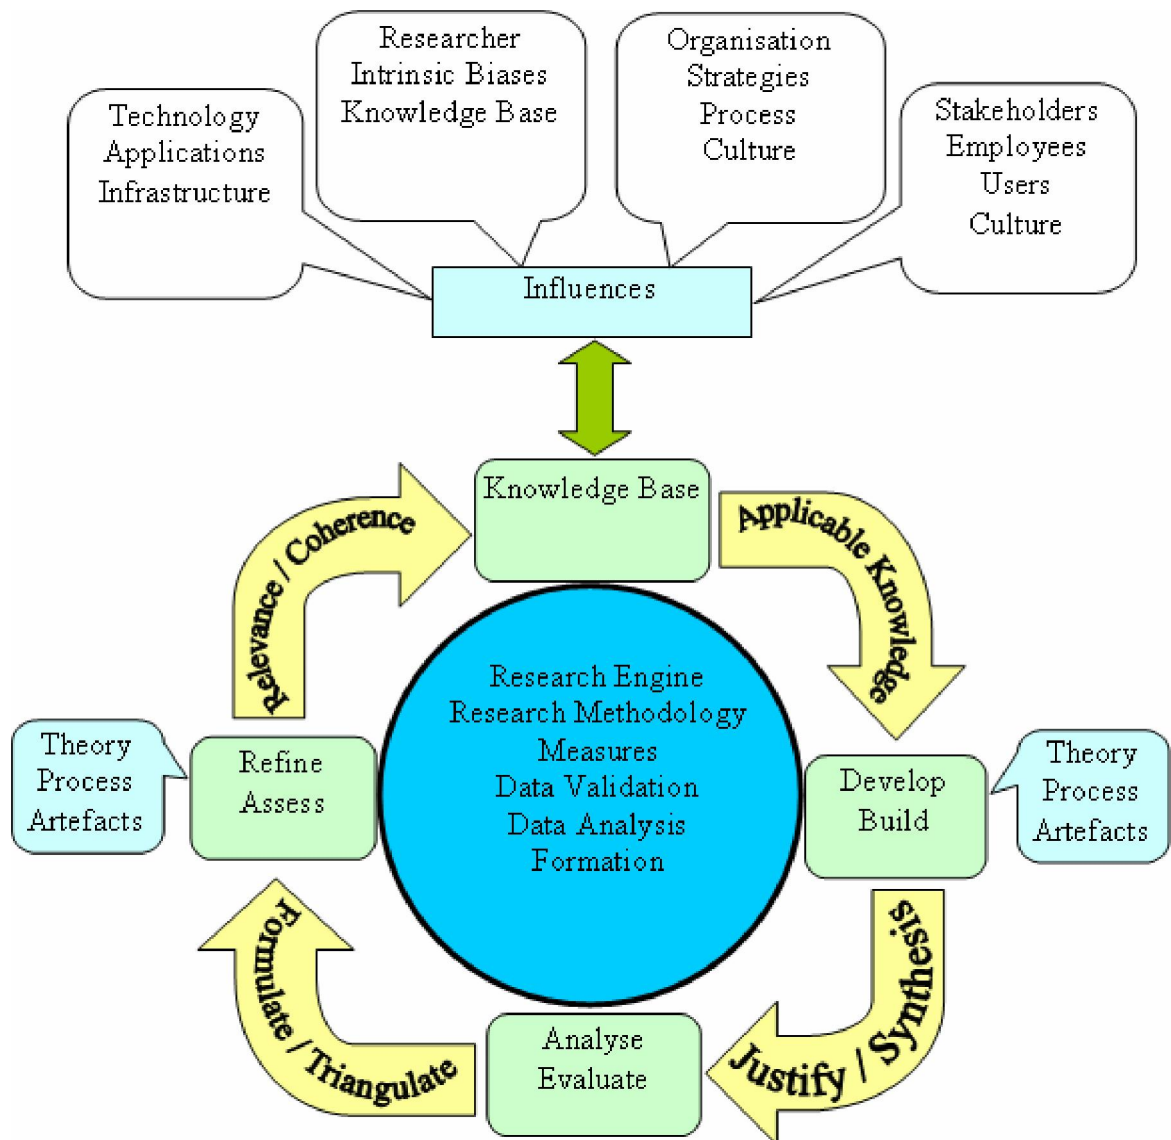 Technology
Applications
Infrastructure
Researcher
Intrinsic Biases
Knowledge Base
Organisation
Strategies
Process
Culture
Stakeholders
Employees
Users
Culture
Influences
Knowledge Base
Relevance / Coherence
Applicable Knowledge
Research Engine
Research Methodology
Measures
Data Validation
Data Analysis
Formation
Theory
Process
Artefacts
Refine
Assess
Develop
Build
Theory
Process
Artefacts
Formulate / Triangulate
Justify / Synthesis
Analyse
Evaluate